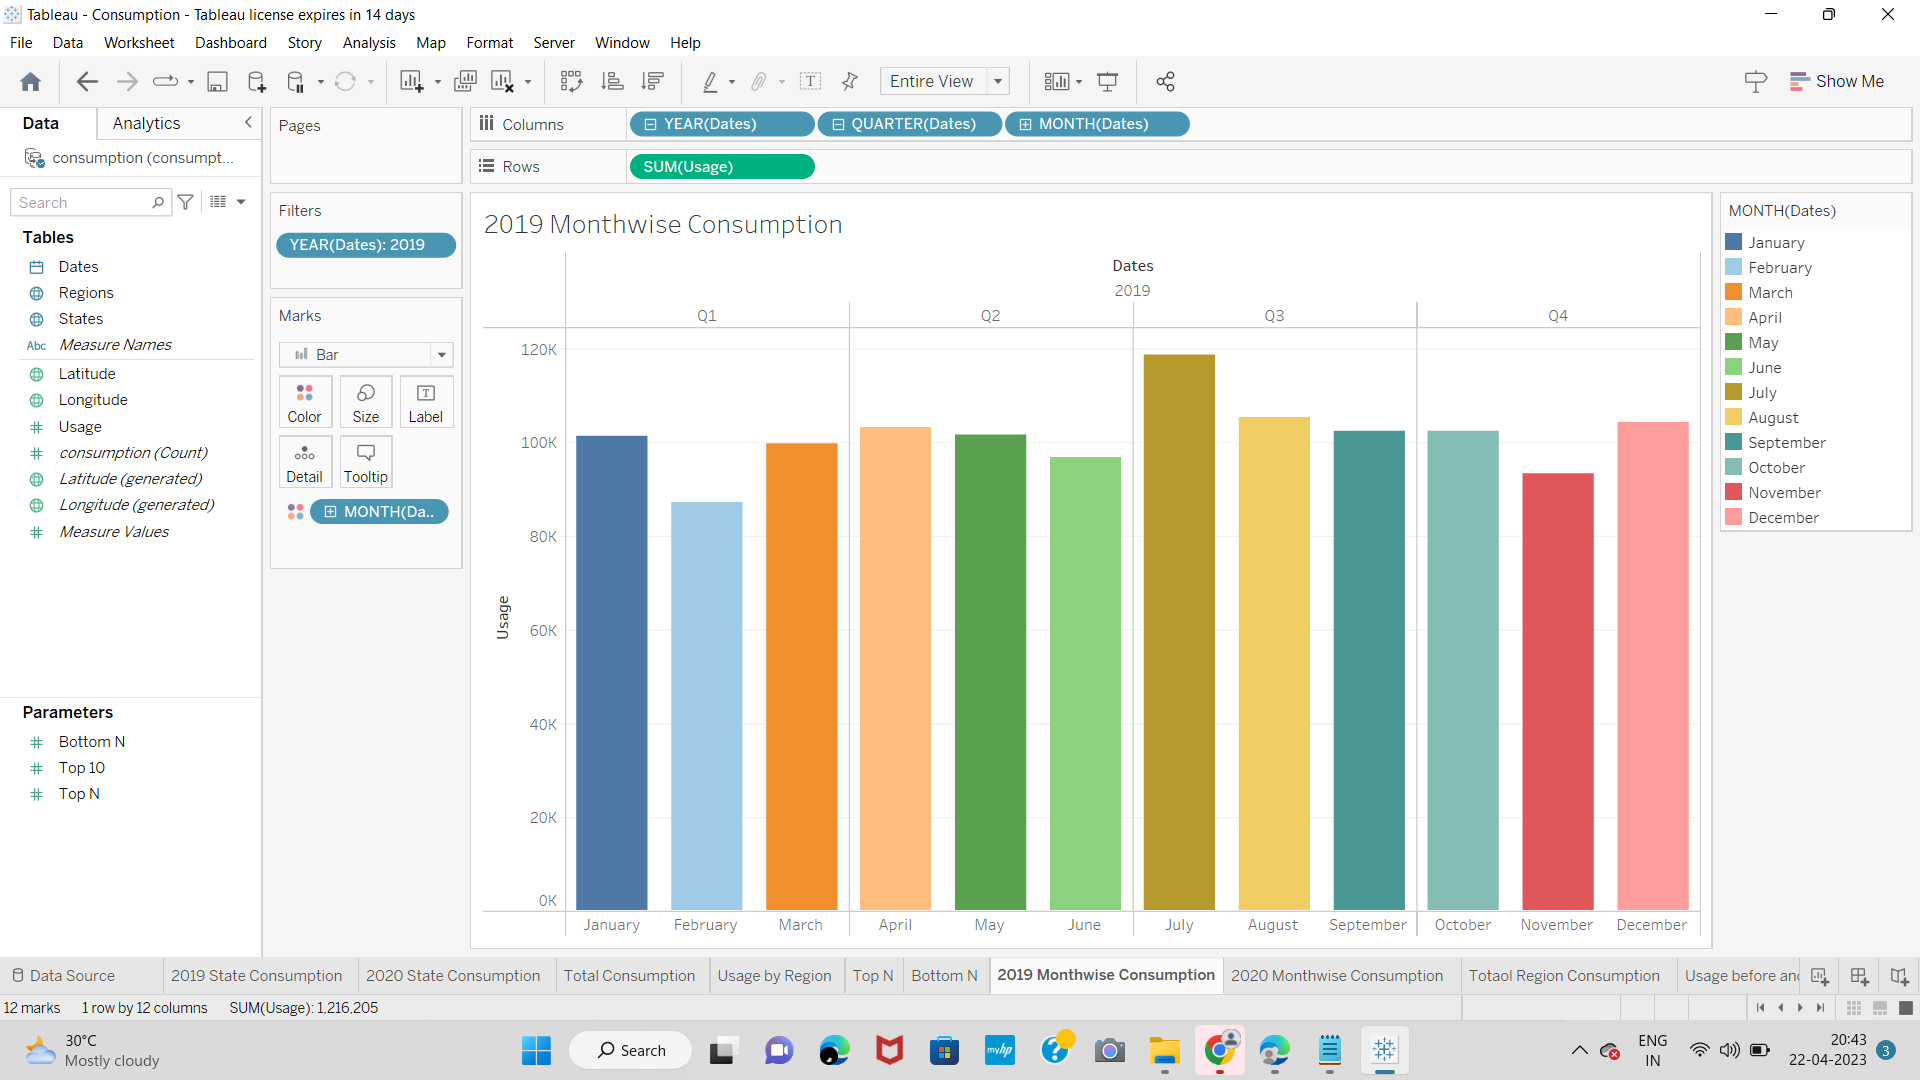 Tableau - Consumption - Tableau license expires in 14 days
File Data Worksheet Dashboard Story Analysis Map Format Server Window Help
Entire View
Show Me
Data Analytics
consumption (consumpt...
Search
Tables
Dates
Regions
States
Abc Measure Names
Latitude
Longitude
Usage
consumption (Count)
Latitude (generated)
Longitude (generated)
Measure Values
Parameters
Bottom N
Top 10
Top N
Pages
Filters
YEAR(Dates): 2019
Marks
Bar
Color Size Label
Detail Tooltip
MONTH(Da..
Columns YEAR(Dates) QUARTER(Dates) MONTH(Dates)
Rows SUM(Usage)
2019 Monthwise Consumption
Dates
2019
Q1 Q2 Q3 Q4
120K
100K
80K
60K
40K
20K
0K
Usage
January February March April May June July August September October November December
MONTH(Dates)
January
February
March
April
May
June
July
August
September
October
November
December
Data Source 2019 State Consumption 2020 State Consumption Total Consumption Usage by Region Top N Bottom N 2019 Monthwise Consumption 2020 Monthwise Consumption Totaol Region Consumption Usage before and
12 marks 1 row by 12 columns SUM(Usage): 1,216,205
30°C
Mostly cloudy
Search
myhp
ENG
IN
20:43
22-04-2023
3